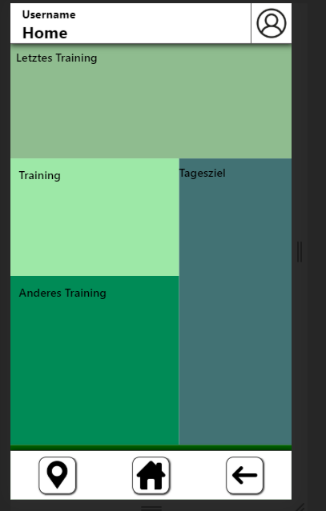 Username
Home
Letztes Training
Training
Tagesziel
Anderes Training